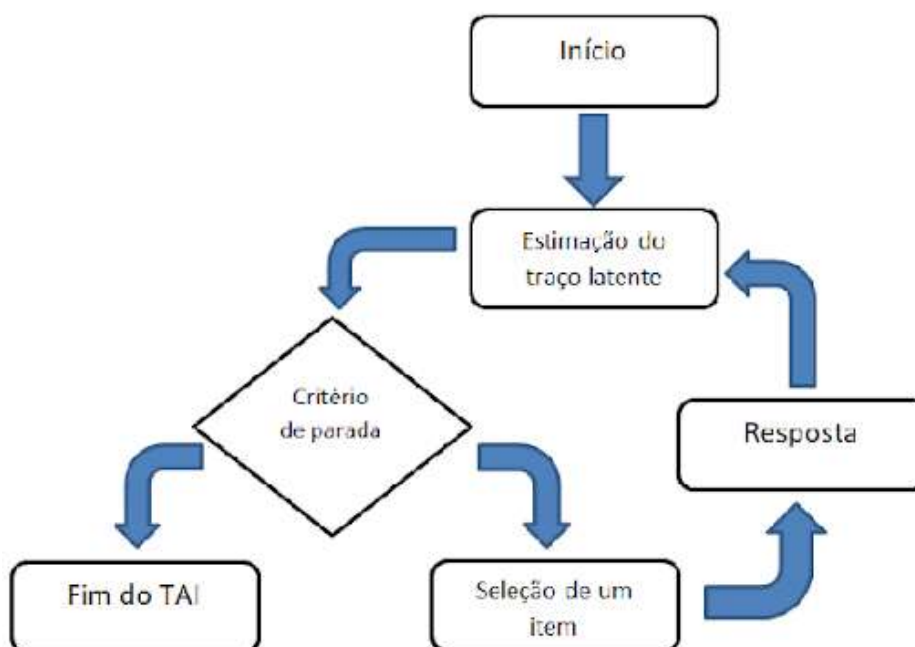 Início
Estimação do
traço latente
Critério
de parada
Resposta
Fim do TAI
Seleção de um
item